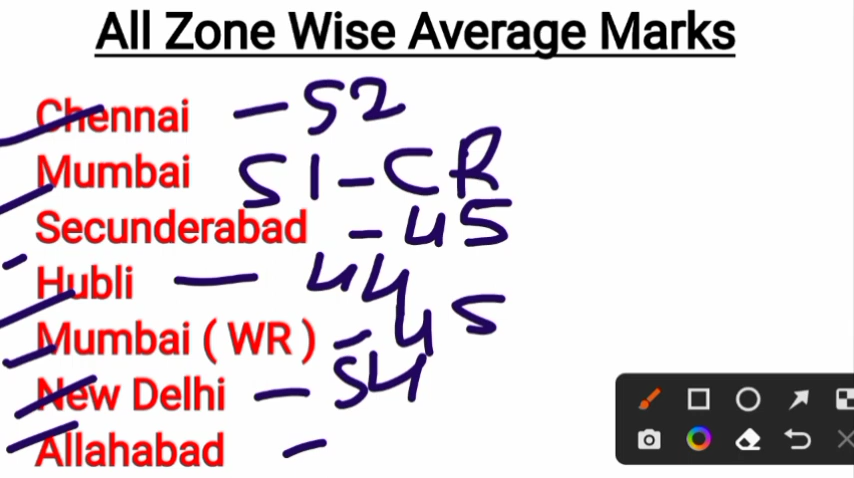 All Zone Wise Average Marks
Chennai - 52
Mumbai 51 - CR
Secunderabad - 45
Hubli - 44
Mumbai ( WR ) - 45
New Delhi - 54
Allahabad -